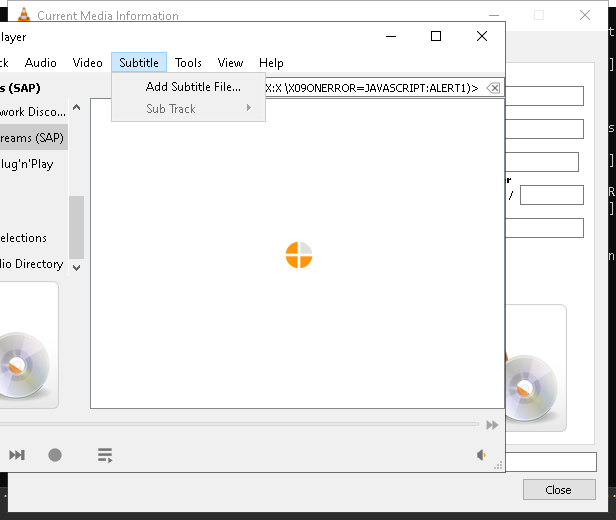 Current Media Information
layer
ck Audio Video Subtitle Tools View Help
s (SAP)
X:X \X09ONERROR=JAVASCRIPT:ALERT1)>
Add Subtitle File...
Sub Track
work Disco...
reams (SAP)
lug'n'Play
elections
io Directory
t
]
s
]
r
/
R
]
n
Close